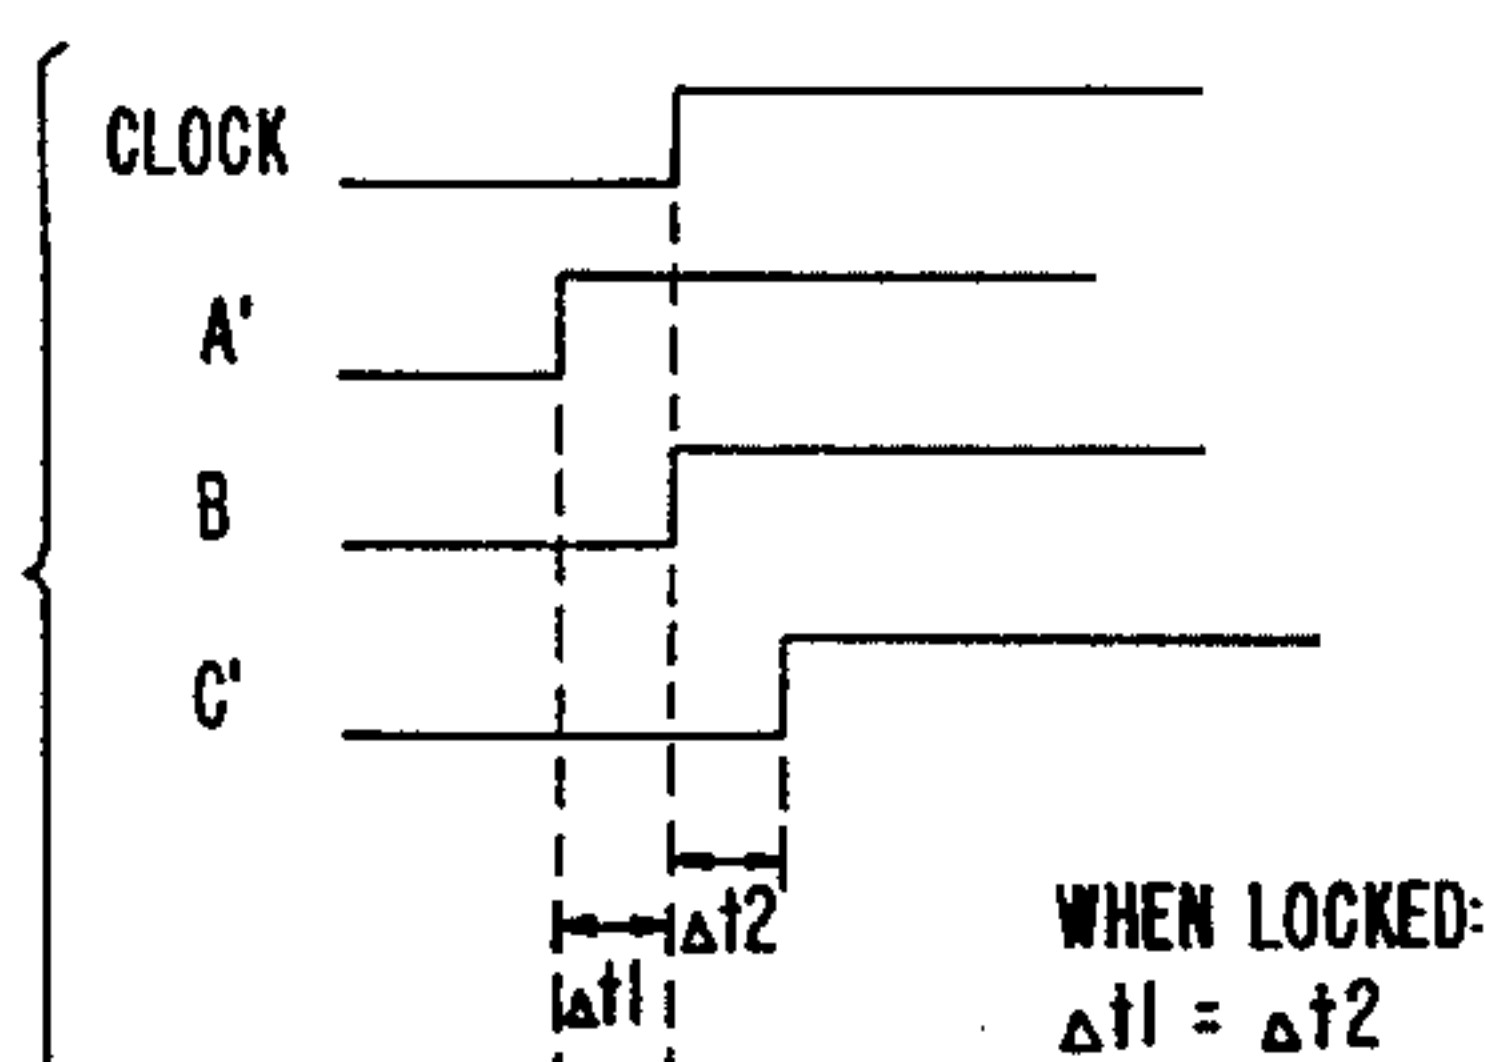 CLOCK
A'
B
C'
Δt2
Δt1
WHEN LOCKED:
Δt1 = Δt2